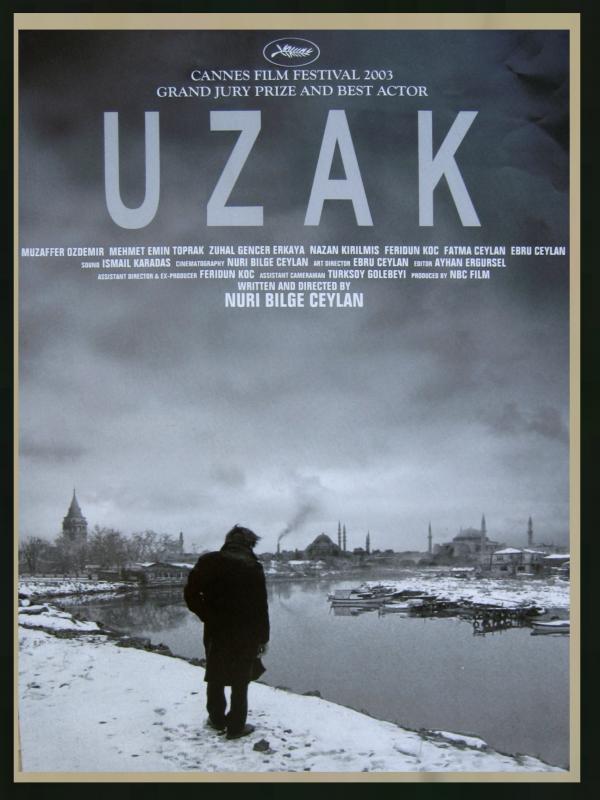 CANNES FILM FESTIVAL 2003
GRAND JURY PRIZE AND BEST ACTOR
UZAK
MUZAFFER OZDEMIR MEHMET EMIN TOPRAK ZUHAL GENCER ERKAYA NAZAN KIRILMIS FERIDUN KOC FATMA CEYLAN EBRU CEYLAN
SOUND ISMAIL KARADAS CINEMATOGRAPHY NURI BILGE CEYLAN ART DIRECTOR EBRU CEYLAN EDITOR AYHAN ERGURSEL
ASSISTANT DIRECTOR & EX-PRODUCER FERIDUN KOC ASSISTANT CAMERAMAN TURKSOY GOLEBEYI PRODUCED BY NBC FILM
WRITTEN AND DIRECTED BY
NURI BILGE CEYLAN